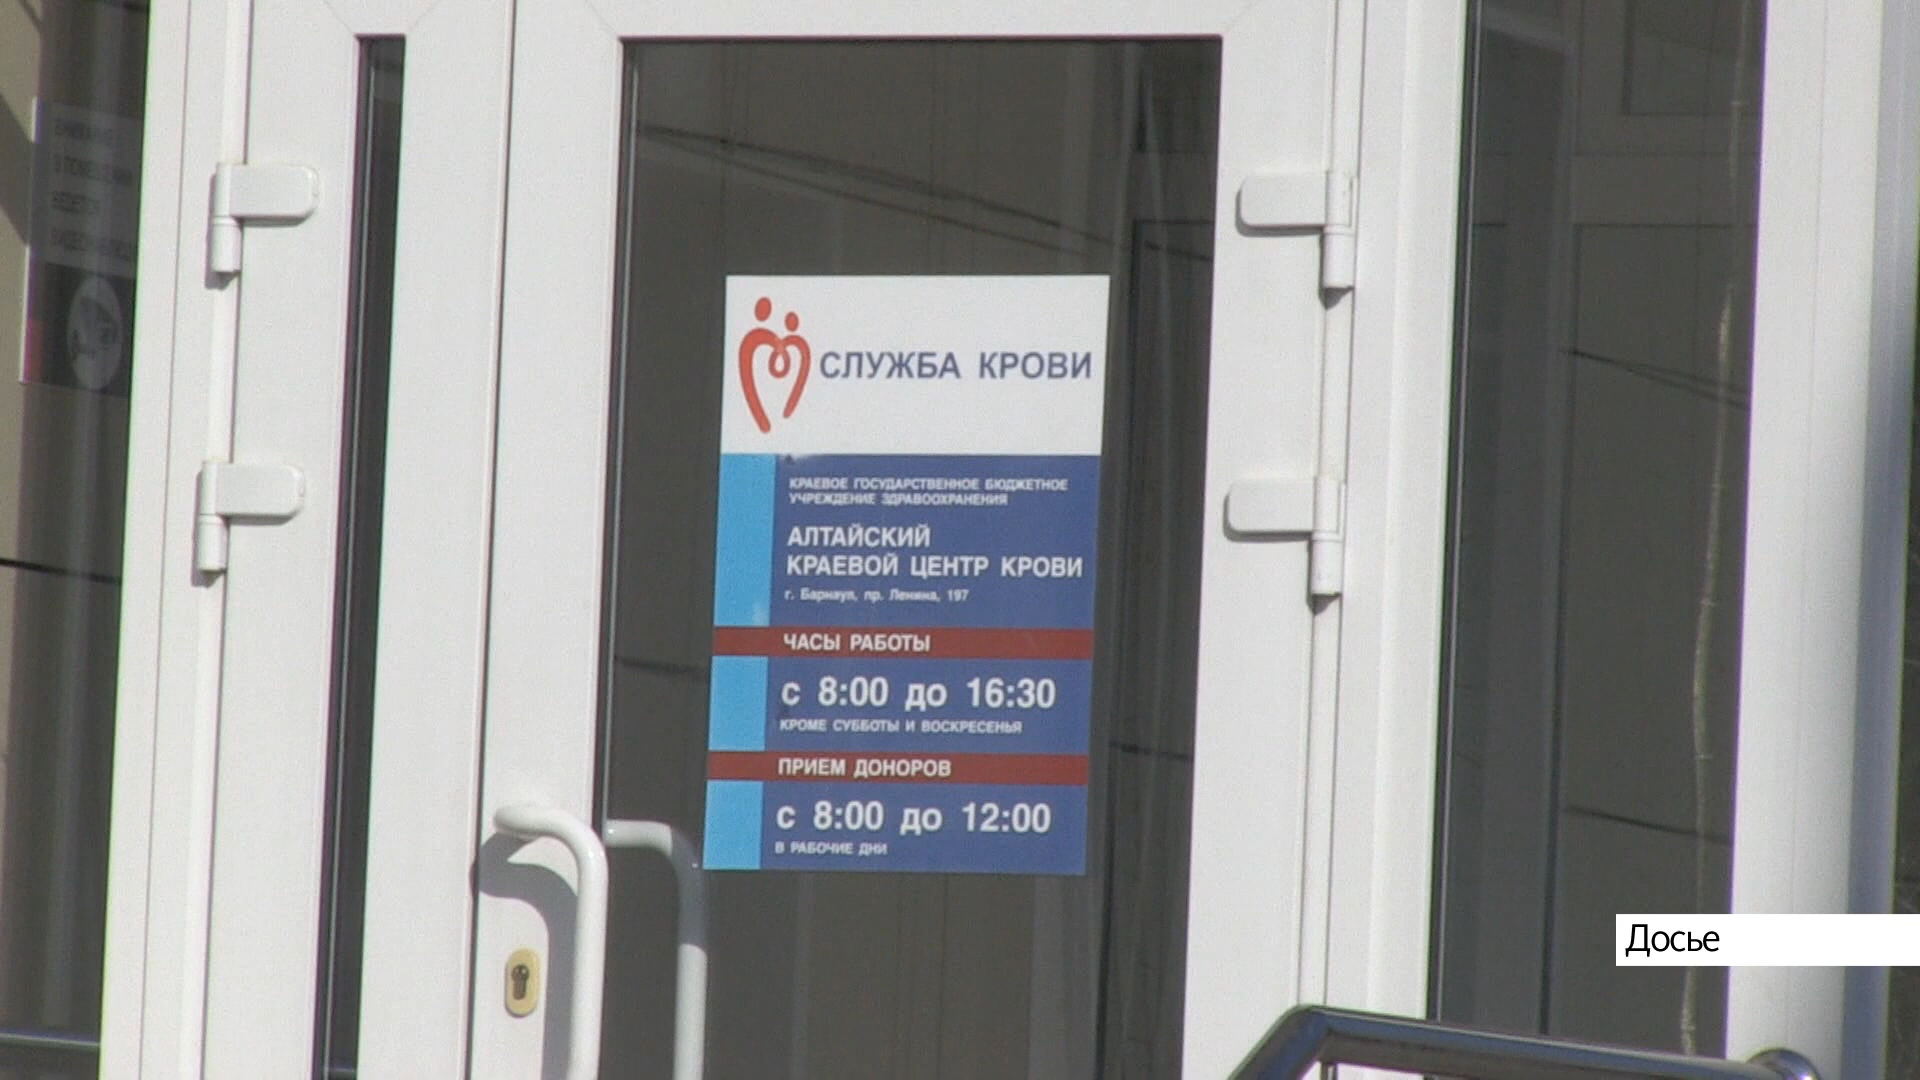 СЛУЖБА КРОВИ
КРАЕВОЕ ГОСУДАРСТВЕННОЕ БЮДЖЕТНОЕ
УЧРЕЖДЕНИЕ ЗДРАВООХРАНЕНИЯ
АЛТАЙСКИЙ
КРАЕВОЙ ЦЕНТР КРОВИ
г. Барнаул, пр. Ленина, 197
ЧАСЫ РАБОТЫ
с 8:00 до 16:30
КРОМЕ СУББОТЫ И ВОСКРЕСЕНЬЯ
ПРИЕМ ДОНОРОВ
с 8:00 до 12:00
В РАБОЧИЕ ДНИ
Досье